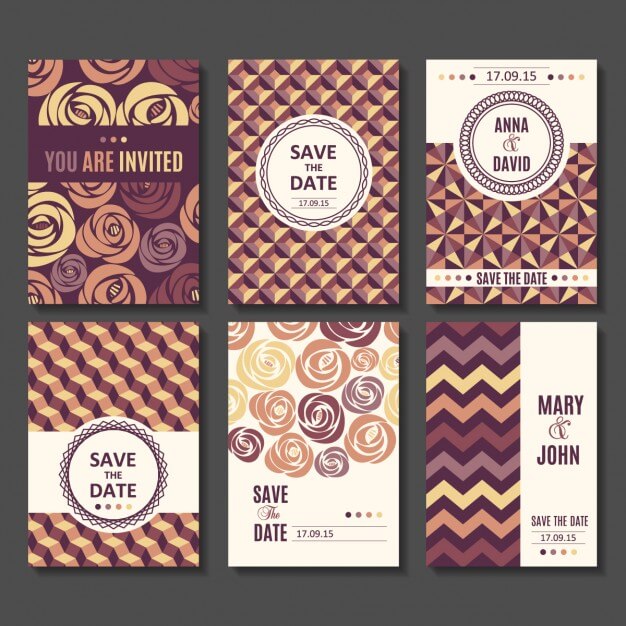 YOU ARE INVITED
SAVE
THE
DATE
17.09.15
17.09.15
ANNA
&
DAVID
SAVE THE DATE
SAVE
THE
DATE
SAVE
The
DATE
17.09.15
MARY
&
JOHN
SAVE THE DATE
17.09.15